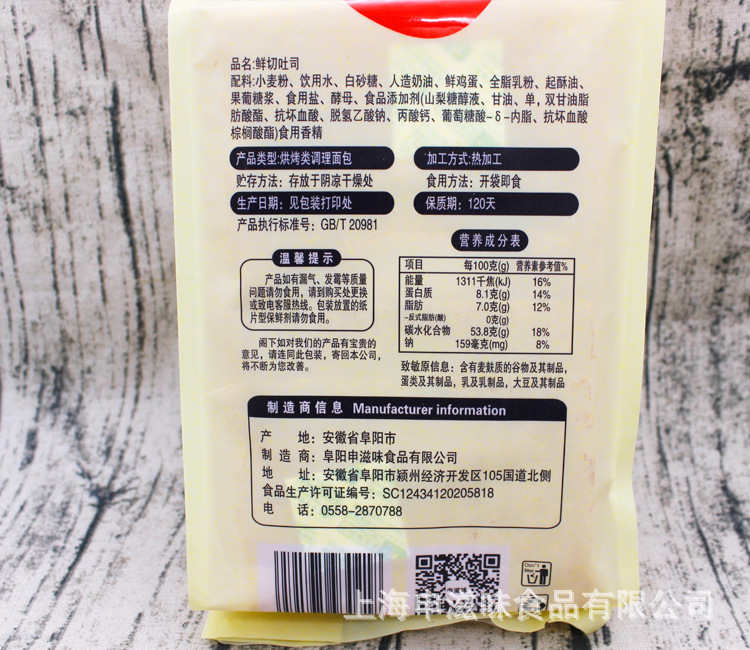 品名:鲜切吐司
配料:小麦粉、饮用水、白砂糖、人造奶油、鲜鸡蛋、全脂乳粉、起酥油、
果葡糖浆、食用盐、酵母、食品添加剂(山梨糖醇液、甘油、单，双甘油脂
肪酸酯、抗坏血酸、脱氢乙酸钠、丙酸钙、葡萄糖酸-δ-内脂、抗坏血酸
棕榈酸酯)食用香精
产品类型:烘烤类调理面包
加工方式:热加工
贮存方法：存放于阴凉干燥处
食用方法：开袋即食
生产日期：见包装打印处
保质期：120天
产品执行标准号：GB/T 20981
温馨提示
产品如有漏气、发霉等质量
问题请勿食用，请到购买处更换
或致电客服热线。包装放置的纸
片型保鲜剂请勿食用。
阁下如对我们的产品有宝贵的
意见，请连同此包装，寄回本公司，
将不断为您改善。
营养成分表
项目 每100克(g) 营养素参考值%
能量 1311千焦(kJ) 16%
蛋白质 8.1克(g) 14%
脂肪 7.0克(g) 12%
-反式脂肪(酸) 0克(g)
碳水化合物 53.8克(g) 18%
钠 159毫克(mg) 8%
致敏原信息：含有麦麸质的谷物及其制品，
蛋类及其制品，乳及乳制品，大豆及其制品
制造商信息 Manufacturer information
产 地：安徽省阜阳市
制 造 商：阜阳申滋味食品有限公司
地 址：安徽省阜阳市颍州经济开发区105国道北侧
食品生产许可证编号：SC12434120205818
电 话：0558-2870788
Don't
litter
上海申滋味食品有限公司